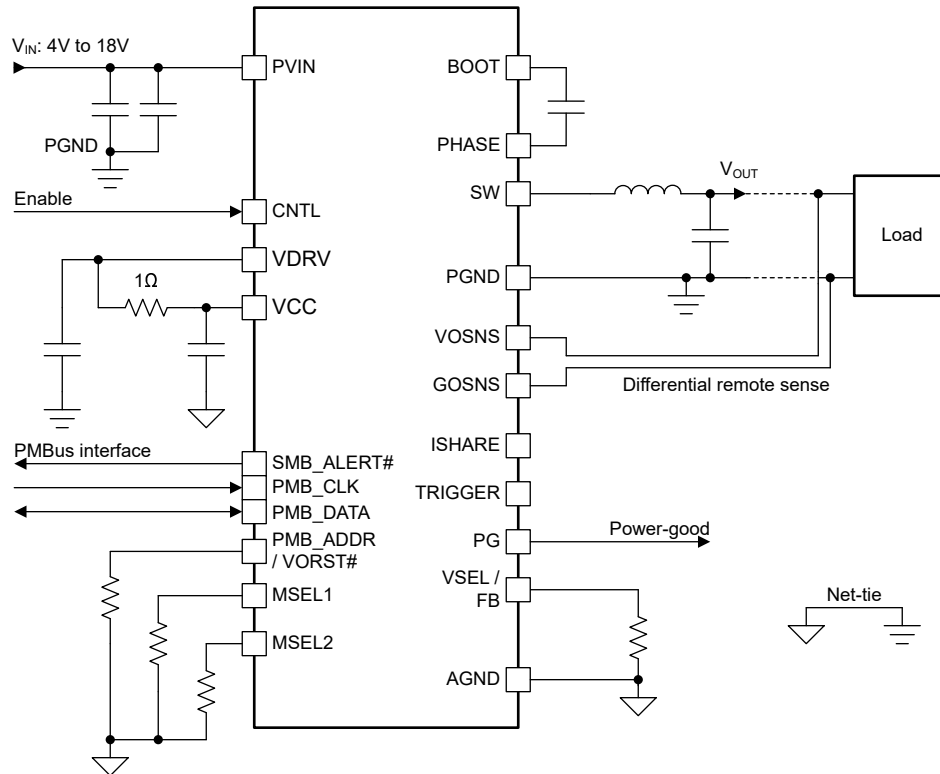 VIN: 4V to 18V
PVIN
PGND
Enable
CNTL
VDRV
1Ω
VCC
PMBus interface
SMB_ALERT#
PMB_CLK
PMB_DATA
PMB_ADDR
/ VORST#
MSEL1
MSEL2
BOOT
PHASE
SW
VOUT
Load
PGND
VOSNS
GOSNS
Differential remote sense
ISHARE
TRIGGER
PG
Power-good
VSEL /
FB
AGND
Net-tie